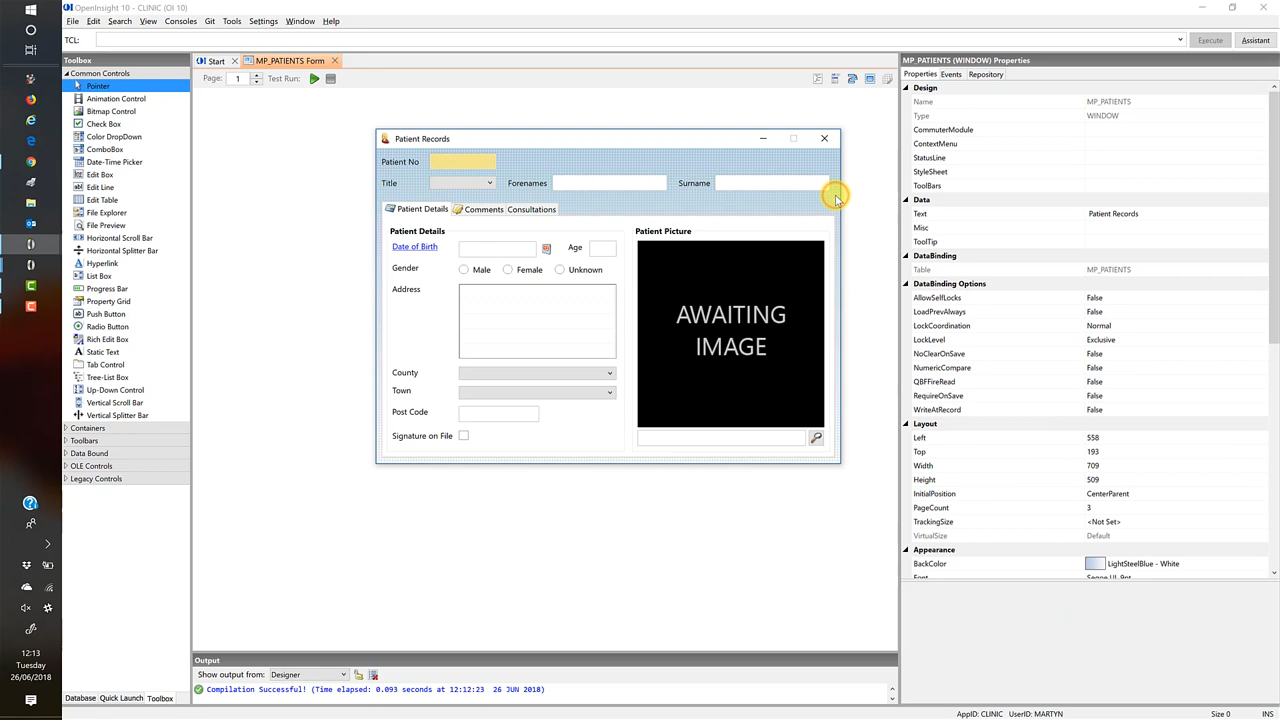 OpenInsight 10 - CLINIC (OI 10)
File Edit Search View Consoles Git Tools Settings Window Help
TCL: Execute Assistant
Toolbox
Common Controls
Pointer
Animation Control
Bitmap Control
Check Box
Color DropDown
ComboBox
Date-Time Picker
Edit Box
Edit Line
Edit Table
File Explorer
File Preview
Horizontal Scroll Bar
Horizontal Splitter Bar
Hyperlink
List Box
Progress Bar
Property Grid
Push Button
Radio Button
Rich Edit Box
Static Text
Tab Control
Tree-List Box
Up-Down Control
Vertical Scroll Bar
Vertical Splitter Bar
Containers
Toolbars
Data Bound
OLE Controls
Legacy Controls
Database Quick Launch Toolbox
Start MP_PATIENTS Form
Page: 1 Test Run:
Patient Records
Patient No
Title Forenames Surname
Patient Details Comments Consultations
Patient Details
Date of Birth Age
Gender Male Female Unknown
Address
County
Town
Post Code
Signature on File
Patient Picture
AWAITING
IMAGE
Output
Show output from: Designer
Compilation Successful! (Time elapsed: 0.093 seconds at 12:12:23 26 JUN 2018)
MP_PATIENTS (WINDOW) Properties
Properties Events Repository
Design
Name MP_PATIENTS
Type WINDOW
CommuterModule
ContextMenu
StatusLine
StyleSheet
ToolBars
Data
Text Patient Records
Misc
ToolTip
DataBinding
Table MP_PATIENTS
DataBinding Options
AllowSelfLocks False
LoadPrevAlways False
LockCoordination Normal
LockLevel Exclusive
NoClearOnSave False
NumericCompare False
QBFFireRead False
RequireOnSave False
WriteAtRecord False
Layout
Left 558
Top 193
Width 709
Height 509
InitialPosition CenterParent
PageCount 3
TrackingSize <Not Set>
VirtualSize Default
Appearance
BackColor LightSteelBlue - White
Font Segoe UI, 9pt
12:13
Tuesday
26/06/2018
AppID: CLINIC UserID: MARTYN Size 0 INS